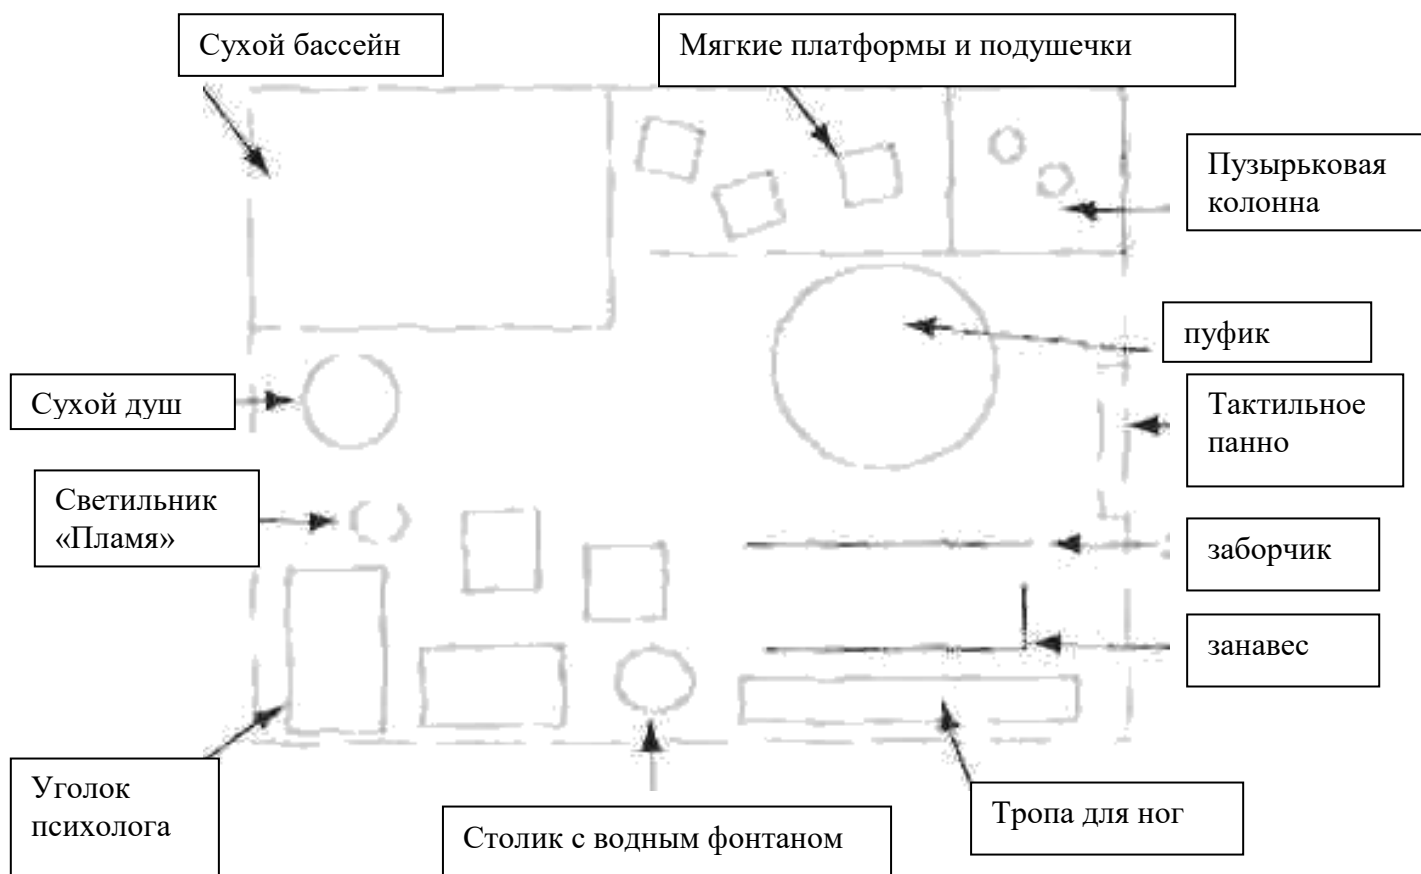 Сухой бассейн
Мягкие платформы и подушечки
Пузырьковая
колонна
пуфик
Сухой душ
Тактильное
панно
Светильник
«Пламя»
заборчик
занавес
Уголок
психолога
Столик с водным фонтаном
Тропа для ног